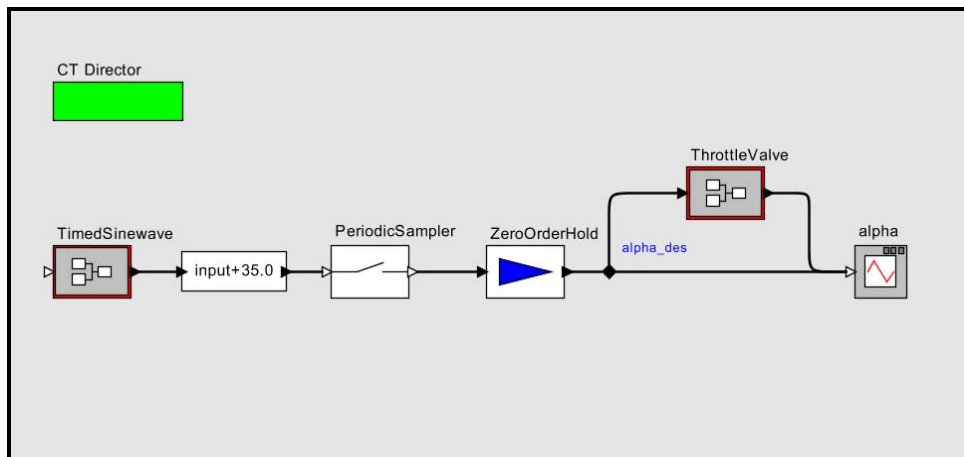 CT Director
ThrottleValve
TimedSinewave
input+35.0
PeriodicSampler
ZeroOrderHold
alpha_des
alpha